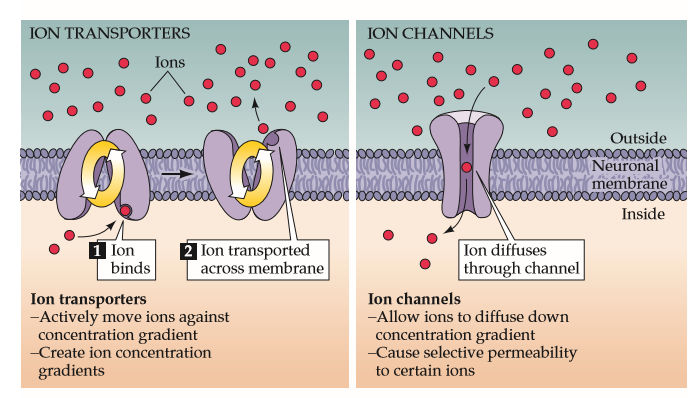 ION TRANSPORTERS
Ions
1 Ion
binds
2 Ion transported
across membrane
Ion transporters
–Actively move ions against
concentration gradient
–Create ion concentration
gradients
ION CHANNELS
Outside
Neuronal
membrane
Inside
Ion diffuses
through channel
Ion channels
–Allow ions to diffuse down
concentration gradient
–Cause selective permeability
to certain ions